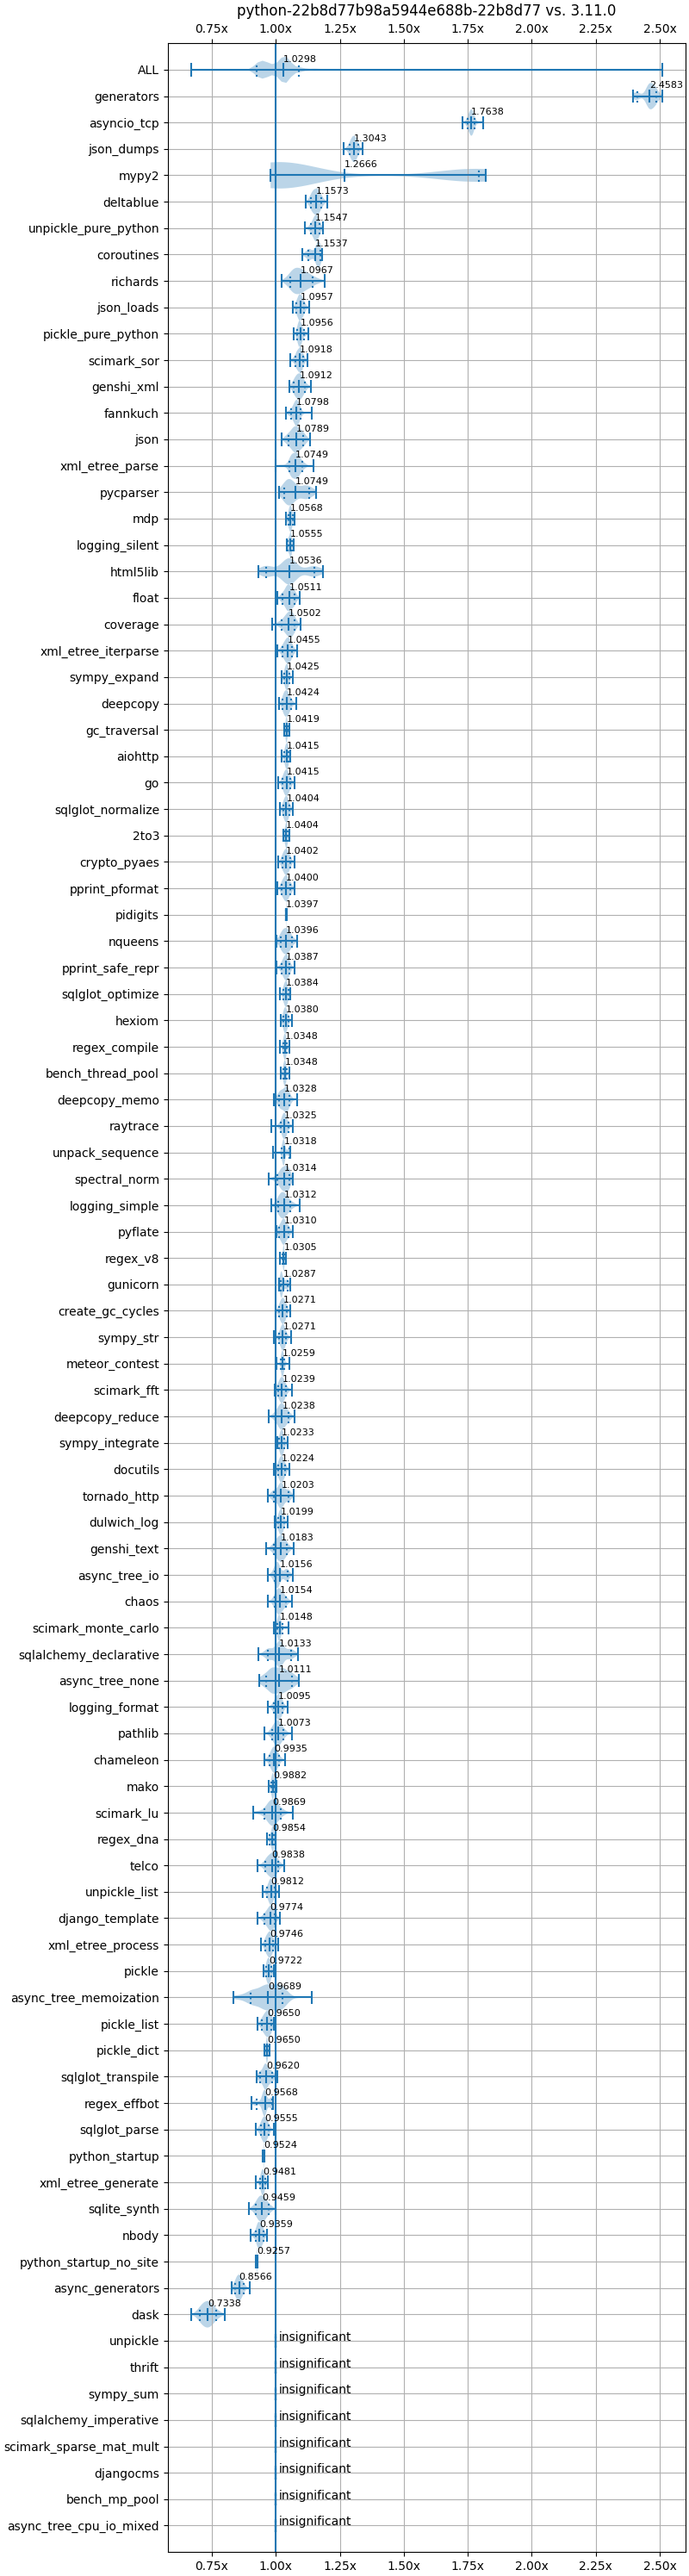 python-22b8d77b98a5944e688b-22b8d77 vs. 3.11.0
0.75x 1.00x 1.25x 1.50x 1.75x 2.00x 2.25x 2.50x
ALL 1.0298
generators 2.4583
asyncio_tcp 1.7638
json_dumps 1.3043
mypy2 1.2666
deltablue 1.1573
unpickle_pure_python 1.1547
coroutines 1.1537
richards 1.0967
json_loads 1.0957
pickle_pure_python 1.0956
scimark_sor 1.0918
genshi_xml 1.0912
fannkuch 1.0798
json 1.0789
xml_etree_parse 1.0749
pycparser 1.0749
mdp 1.0568
logging_silent 1.0555
html5lib 1.0536
float 1.0511
coverage 1.0502
xml_etree_iterparse 1.0455
sympy_expand 1.0425
deepcopy 1.0424
gc_traversal 1.0419
aiohttp 1.0415
go 1.0415
sqlglot_normalize 1.0404
2to3 1.0404
crypto_pyaes 1.0402
pprint_pformat 1.0400
pidigits 1.0397
nqueens 1.0396
pprint_safe_repr 1.0387
sqlglot_optimize 1.0384
hexiom 1.0380
regex_compile 1.0348
bench_thread_pool 1.0348
deepcopy_memo 1.0328
raytrace 1.0325
unpack_sequence 1.0318
spectral_norm 1.0314
logging_simple 1.0312
pyflate 1.0310
regex_v8 1.0305
gunicorn 1.0287
create_gc_cycles 1.0271
sympy_str 1.0271
meteor_contest 1.0259
scimark_fft 1.0239
deepcopy_reduce 1.0238
sympy_integrate 1.0233
docutils 1.0224
tornado_http 1.0203
dulwich_log 1.0199
genshi_text 1.0183
async_tree_io 1.0156
chaos 1.0154
scimark_monte_carlo 1.0148
sqlalchemy_declarative 1.0133
async_tree_none 1.0111
logging_format 1.0095
pathlib 1.0073
chameleon 0.9935
mako 0.9882
scimark_lu 0.9869
regex_dna 0.9854
telco 0.9838
unpickle_list 0.9812
django_template 0.9774
xml_etree_process 0.9746
pickle 0.9722
async_tree_memoization 0.9689
pickle_list 0.9650
pickle_dict 0.9650
sqlglot_transpile 0.9620
regex_effbot 0.9568
sqlglot_parse 0.9555
python_startup 0.9524
xml_etree_generate 0.9481
sqlite_synth 0.9459
nbody 0.9359
python_startup_no_site 0.9257
async_generators 0.8566
dask 0.7338
unpickle insignificant
thrift insignificant
sympy_sum insignificant
sqlalchemy_imperative insignificant
scimark_sparse_mat_mult insignificant
djangocms insignificant
bench_mp_pool insignificant
async_tree_cpu_io_mixed insignificant
0.75x 1.00x 1.25x 1.50x 1.75x 2.00x 2.25x 2.50x